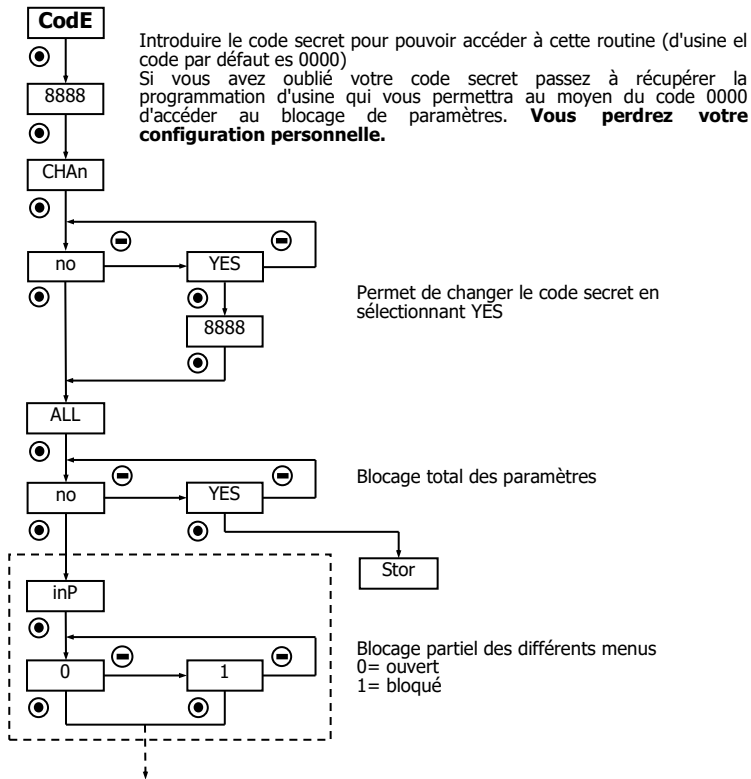 CodE
Introduire le code secret pour pouvoir accéder à cette routine (d'usine el
code par défaut es 0000)
Si vous avez oublié votre code secret passez à récupérer la
programmation d'usine qui vous permettra au moyen du code 0000
d'accéder au blocage de paramètres. Vous perdrez votre
configuration personnelle.
8888
CHAn
no
YES
Permet de changer le code secret en
sélectionnant YES
8888
ALL
Blocage total des paramètres
no
YES
Stor
inP
Blocage partiel des différents menus
0= ouvert
1= bloqué
0
1